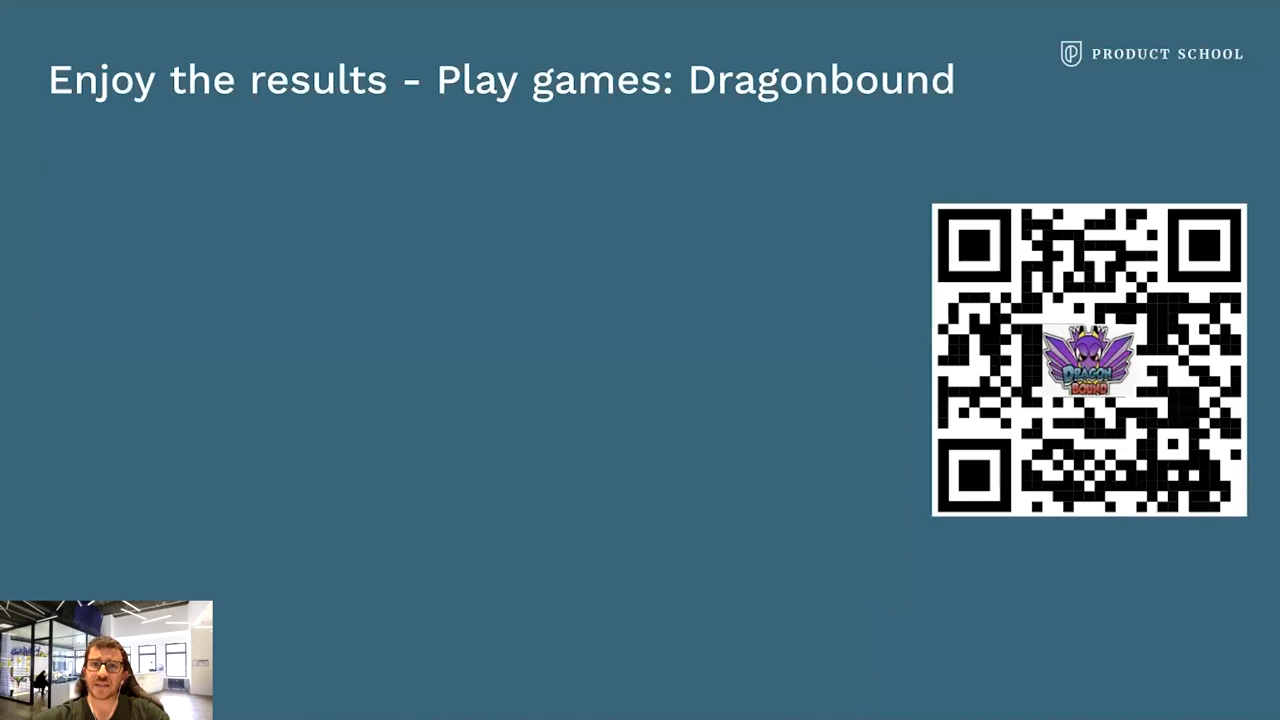 PRODUCT SCHOOL
Enjoy the results - Play games: Dragonbound
DRAGON
BOUND